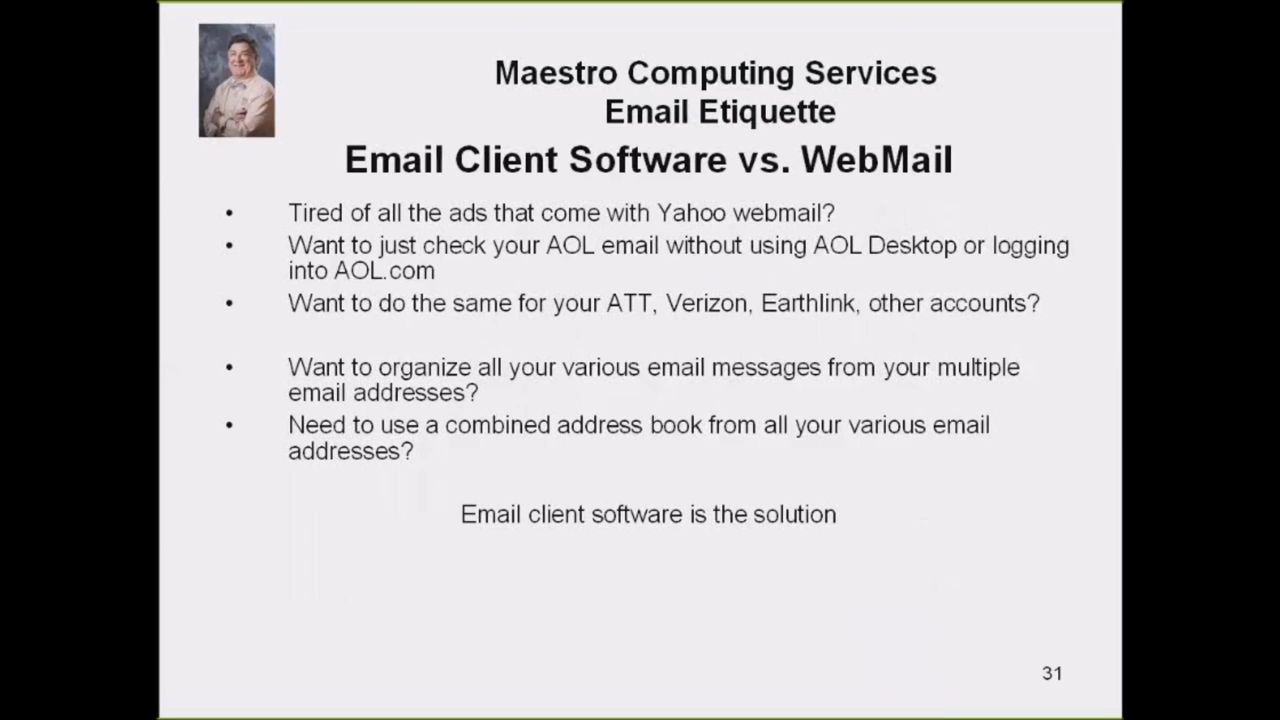 Maestro Computing Services
Email Etiquette
Email Client Software vs. WebMail
• Tired of all the ads that come with Yahoo webmail?
• Want to just check your AOL email without using AOL Desktop or logging
into AOL.com
• Want to do the same for your ATT, Verizon, Earthlink, other accounts?
• Want to organize all your various email messages from your multiple
email addresses?
• Need to use a combined address book from all your various email
addresses?
Email client software is the solution
31